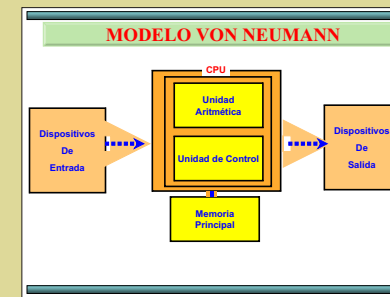 MODELO VON NEUMANN
CPU
Unidad
Aritmética
Unidad de Control
Dispositivos
De
Entrada
Dispositivos
De
Salida
Memoria
Principal